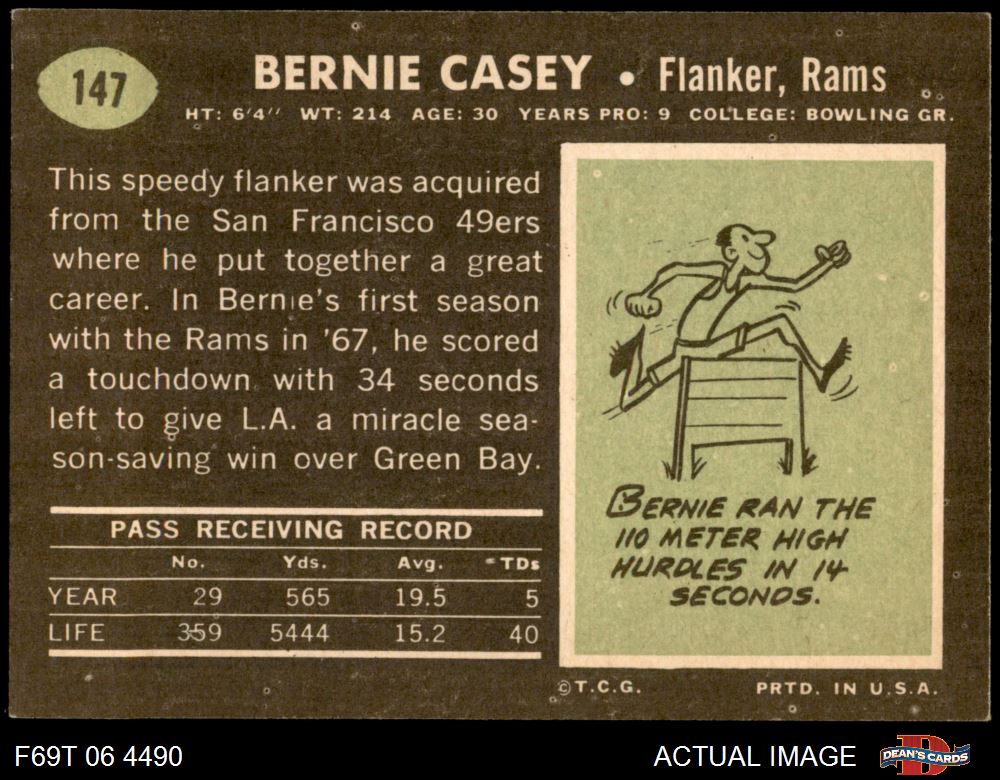 147
BERNIE CASEY • Flanker, Rams
HT: 6'4'' WT: 214 AGE: 30 YEARS PRO: 9 COLLEGE: BOWLING GR.
This speedy flanker was acquired
from the San Francisco 49ers
where he put together a great
career. In Bernie's first season
with the Rams in '67, he scored
a touchdown with 34 seconds
left to give L.A. a miracle sea-
son-saving win over Green Bay.
PASS RECEIVING RECORD
No. Yds. Avg. TDs
YEAR 29 565 19.5 5
LIFE 359 5444 15.2 40
BERNIE RAN THE
110 METER HIGH
HURDLES IN 14
SECONDS.
©T.C.G. PRTD. IN U.S.A.
F69T 06 4490 ACTUAL IMAGE DEAN'S CARDS